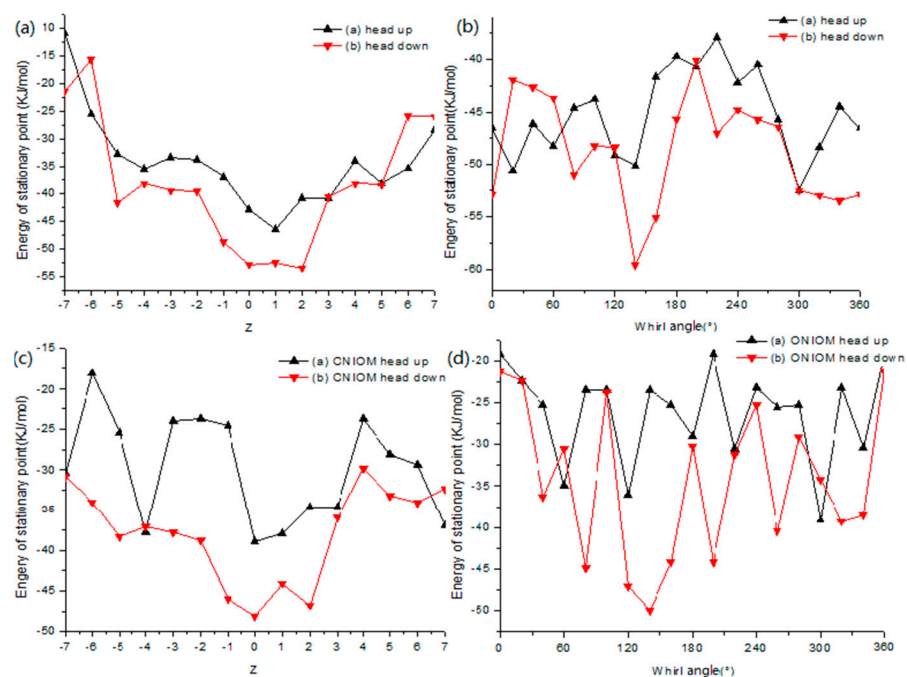 (a)
(a) head up
(b) head down
Energy of stationary point (KJ/mol)
10
5
0
-5
-10
-15
-20
-25
-30
-35
-40
-45
-50
-55
-7 -6 -5 -4 -3 -2 -1 0 1 2 3 4 5 6 7
Z
(b)
(a) head up
(b) head down
Engery of stationary point(KJ/mol)
-40
-45
-50
-55
-60
0 60 120 180 240 300 360
Whirl angle(°)
(c)
(a) ONIOM head up
(b) ONIOM head down
Engery of stationary point (KJ/mol)
-15
-20
-25
-30
-40
-45
-50
-7 -6 -5 -4 -3 -2 -1 0 1 2 3 4 5 6 7
Z
(d)
(a) ONIOM head up
(b) ONIOM head down
Energy of stationary point (KJ/mol)
-20
-25
-30
-35
-40
-45
-50
0 60 120 180 240 300 360
Whirl angle(°)